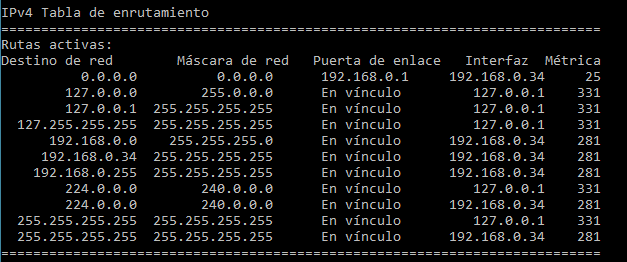 IPv4 Tabla de enrutamiento
===========================================================================
Rutas activas:
Destino de red        Máscara de red   Puerta de enlace   Interfaz  Métrica
          0.0.0.0          0.0.0.0      192.168.0.1     192.168.0.34     25
        127.0.0.0        255.0.0.0      En vínculo         127.0.0.1    331
        127.0.0.1  255.255.255.255      En vínculo         127.0.0.1    331
  127.255.255.255  255.255.255.255      En vínculo         127.0.0.1    331
      192.168.0.0    255.255.255.0      En vínculo      192.168.0.34    281
     192.168.0.34  255.255.255.255      En vínculo      192.168.0.34    281
    192.168.0.255  255.255.255.255      En vínculo      192.168.0.34    281
        224.0.0.0        240.0.0.0      En vínculo         127.0.0.1    331
        224.0.0.0        240.0.0.0      En vínculo      192.168.0.34    281
  255.255.255.255  255.255.255.255      En vínculo         127.0.0.1    331
  255.255.255.255  255.255.255.255      En vínculo      192.168.0.34    281
===========================================================================